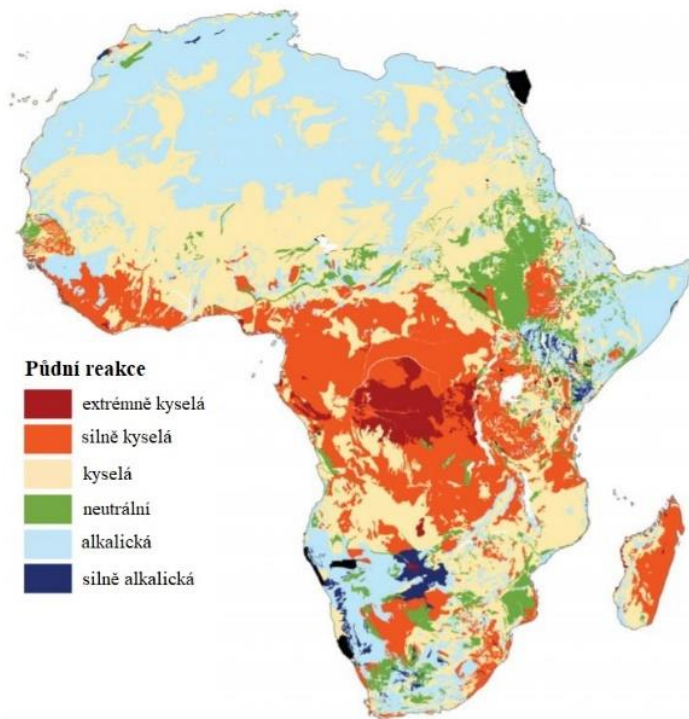 Půdní reakce
extrémně kyselá
silně kyselá
kyselá
neutrální
alkalická
silně alkalická